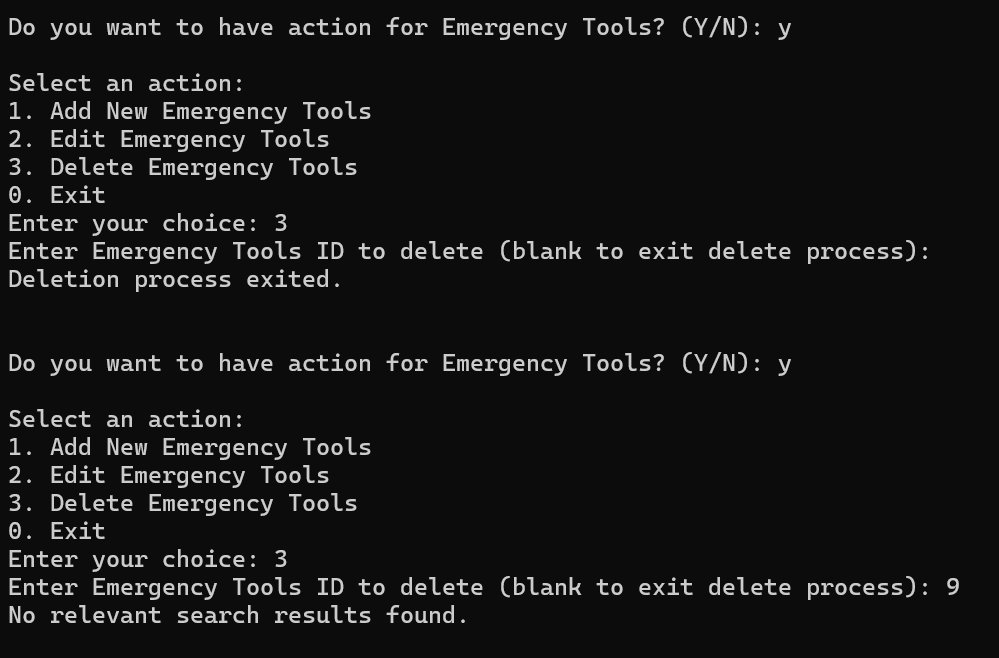 Do you want to have action for Emergency Tools? (Y/N): y
Select an action:
1. Add New Emergency Tools
2. Edit Emergency Tools
3. Delete Emergency Tools
0. Exit
Enter your choice: 3
Enter Emergency Tools ID to delete (blank to exit delete process):
Deletion process exited.
Do you want to have action for Emergency Tools? (Y/N): y
Select an action:
1. Add New Emergency Tools
2. Edit Emergency Tools
3. Delete Emergency Tools
0. Exit
Enter your choice: 3
Enter Emergency Tools ID to delete (blank to exit delete process): 9
No relevant search results found.